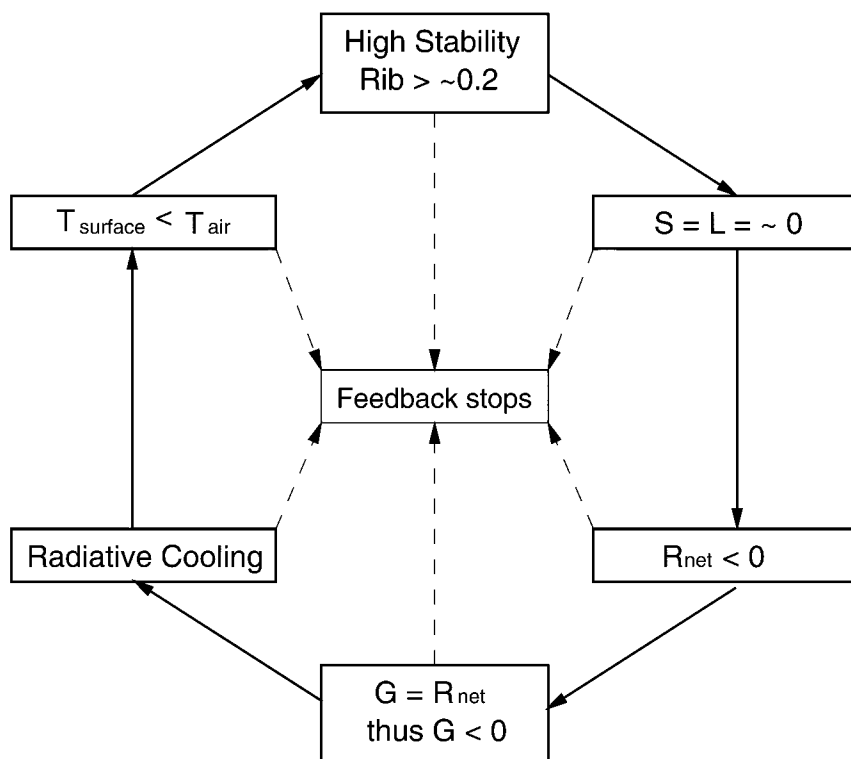 High Stability
Rib > ~0.2
T surface < T air
S = L = ~ 0
Feedback stops
Radiative Cooling
Rnet < 0
G = Rnet
thus G < 0